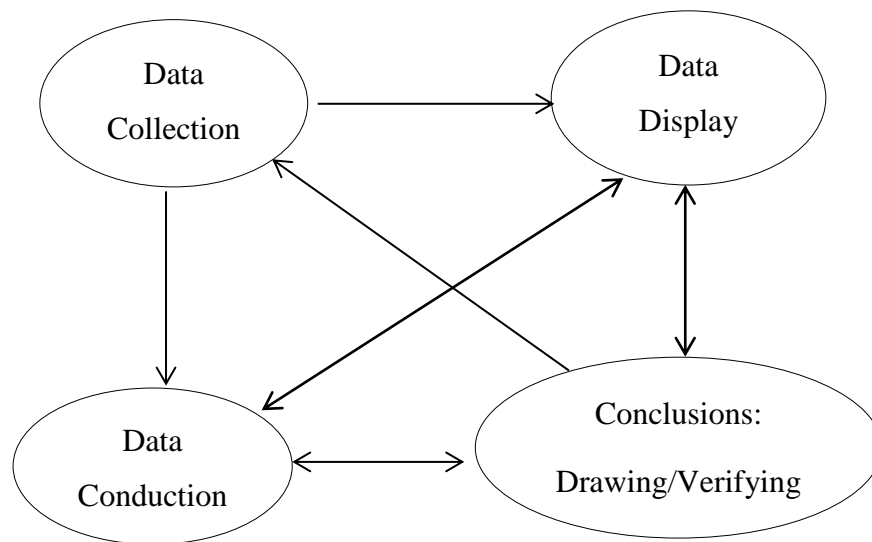 Data
Collection
Data
Display
Data
Conduction
Conclusions:
Drawing/Verifying